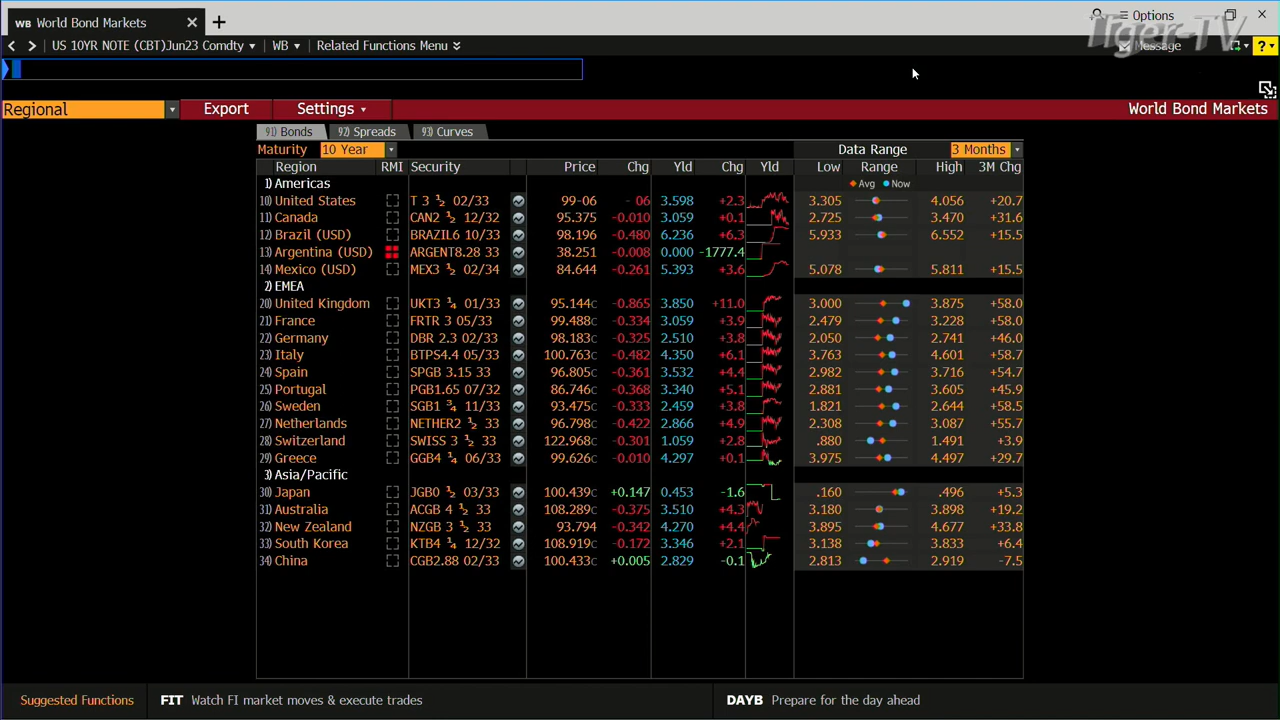 WB World Bond Markets × +
Options
Tiger-TV
US 10YR NOTE (CBT)Jun23 Comdty WB Related Functions Menu Message ?
Regional Export Settings World Bond Markets
91) Bonds 92) Spreads 93) Curves
Maturity 10 Year Data Range 3 Months
Region RMI Security Price Chg Yld Chg Yld Low Range High 3M Chg
1) Americas Avg Now
10) United States T 3 ½ 02/33 99-06 - 06 3.598 +2.3 3.305 4.056 +20.7
11) Canada CAN2 ½ 12/32 95.375 -0.010 3.059 +0.1 2.725 3.470 +31.6
12) Brazil (USD) BRAZIL6 10/33 98.196 -0.480 6.236 +6.3 5.933 6.552 +15.5
13) Argentina (USD) ARGENT8.28 33 38.251 -0.008 0.000 -1777.4
14) Mexico (USD) MEX3 ½ 02/34 84.644 -0.261 5.393 +3.6 5.078 5.811 +15.5
2) EMEA
20) United Kingdom UKT3 ¼ 01/33 95.144C -0.865 3.850 +11.0 3.000 3.875 +58.0
21) France FRTR 3 05/33 99.488C -0.334 3.059 +3.9 2.479 3.228 +58.0
22) Germany DBR 2.3 02/33 98.183C -0.325 2.510 +3.8 2.050 2.741 +46.0
23) Italy BTPS4.4 05/33 100.763C -0.482 4.350 +6.1 3.763 4.601 +58.7
24) Spain SPGB 3.15 33 96.805C -0.361 3.532 +4.4 2.982 3.716 +54.7
25) Portugal PGB1.65 07/32 86.746C -0.368 3.340 +5.1 2.881 3.605 +45.9
26) Sweden SGB1 ¾ 11/33 93.475C -0.333 2.459 +3.8 1.821 2.644 +58.5
27) Netherlands NETHER2 ½ 33 96.798C -0.422 2.866 +4.9 2.308 3.087 +55.7
28) Switzerland SWISS 3 ½ 33 122.968C -0.301 1.059 +2.8 .880 1.491 +3.9
29) Greece GGB4 ¼ 06/33 99.626C -0.010 4.297 +0.1 3.975 4.497 +29.7
3) Asia/Pacific
30) Japan JGB0 ½ 03/33 100.439C +0.147 0.453 -1.6 .160 .496 +5.3
31) Australia ACGB 4 ½ 33 108.289C -0.375 3.510 +4.3 3.180 3.898 +19.2
32) New Zealand NZGB 3 ½ 33 93.794 -0.342 4.270 +4.4 3.895 4.677 +33.8
33) South Korea KTB4 ¼ 12/32 108.919C -0.172 3.346 +2.1 3.138 3.833 +6.4
34) China CGB2.88 02/33 100.433C +0.005 2.829 -0.1 2.813 2.919 -7.5
Suggested Functions FIT Watch FI market moves & execute trades DAYB Prepare for the day ahead